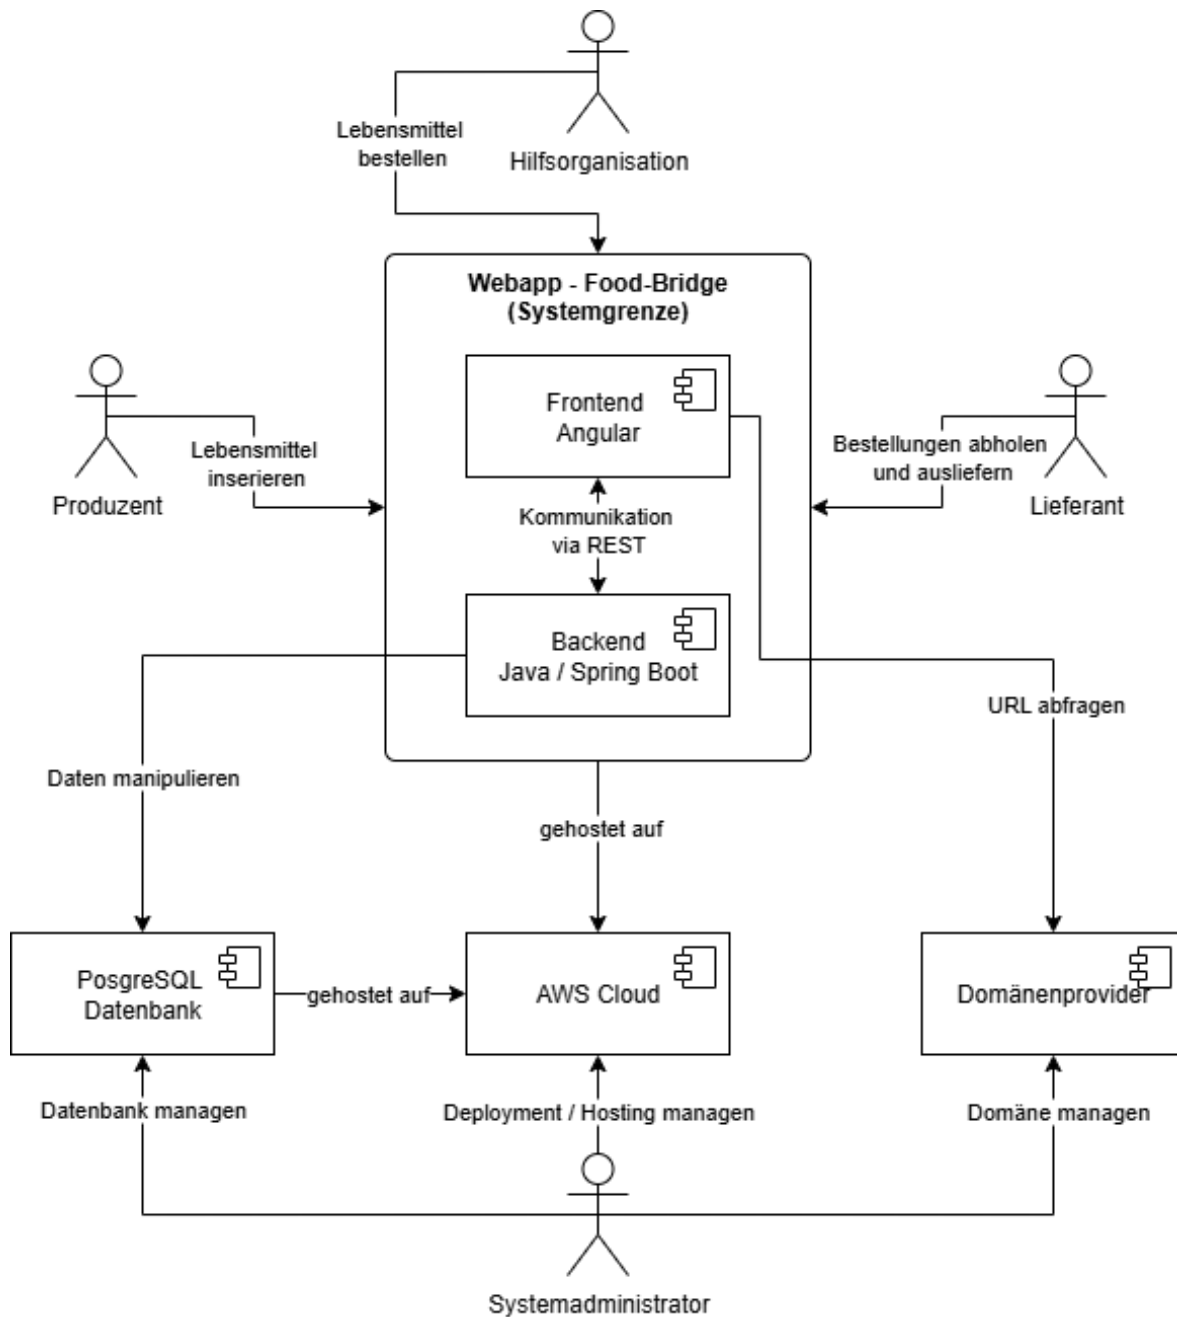 Lebensmittel
bestellen
Hilfsorganisation
Webapp - Food-Bridge
(Systemgrenze)
Frontend
Angular
Lebensmittel
inserieren
Produzent
Bestellungen abholen
und ausliefern
Lieferant
Kommunikation
via REST
Backend
Java / Spring Boot
URL abfragen
Daten manipulieren
gehostet auf
PosgreSQL
Datenbank
gehostet auf
AWS Cloud
Domänenprovider
Datenbank managen
Deployment / Hosting managen
Domäne managen
Systemadministrator